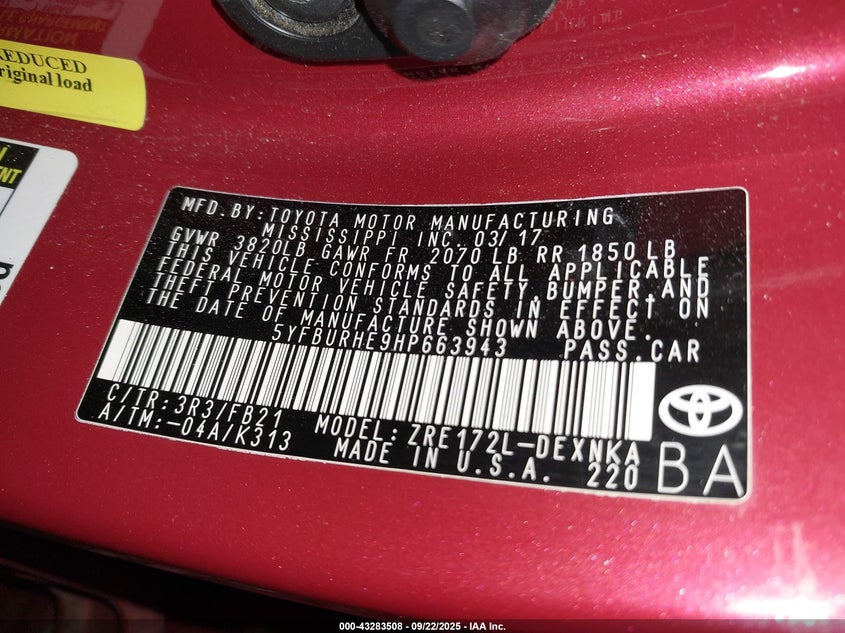 REDUCED
original load
MFD. BY: TOYOTA MOTOR MANUFACTURING
MISSISSIPPI INC. 03/17
GVWR 3820LB GAWR FR 2070 LB RR 1850 LB
THIS VEHICLE CONFORMS TO ALL APPLICABLE
FEDERAL MOTOR VEHICLE SAFETY, BUMPER AND
THEFT PREVENTION STANDARDS IN EFFECT ON
THE DATE OF MANUFACTURE SHOWN ABOVE.
5YFBURHE9HP663943 PASS.CAR
C/TR: 3R3/FB21
A/TM:-04A/K313
MODEL: ZRE172L-DEXNKA
MADE IN U.S.A. 220
BA
000-43283508 - 09/22/2025 - IAA Inc.